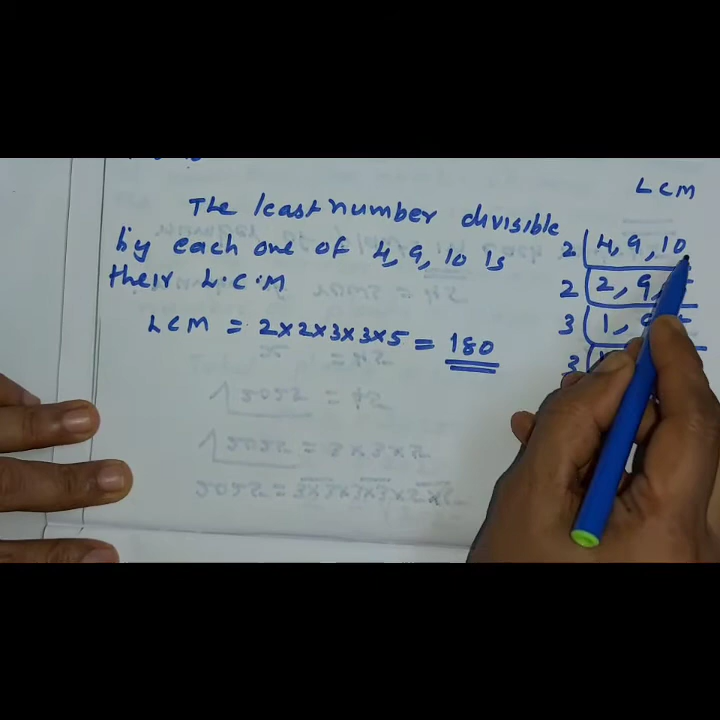 The least number divisible
by each one of 4, 9, 10 is
their L.C.M
LCM = 2×2×3×3×5 = 180
LCM
2 4, 9, 10
2 2, 9,
3 1, 9
3